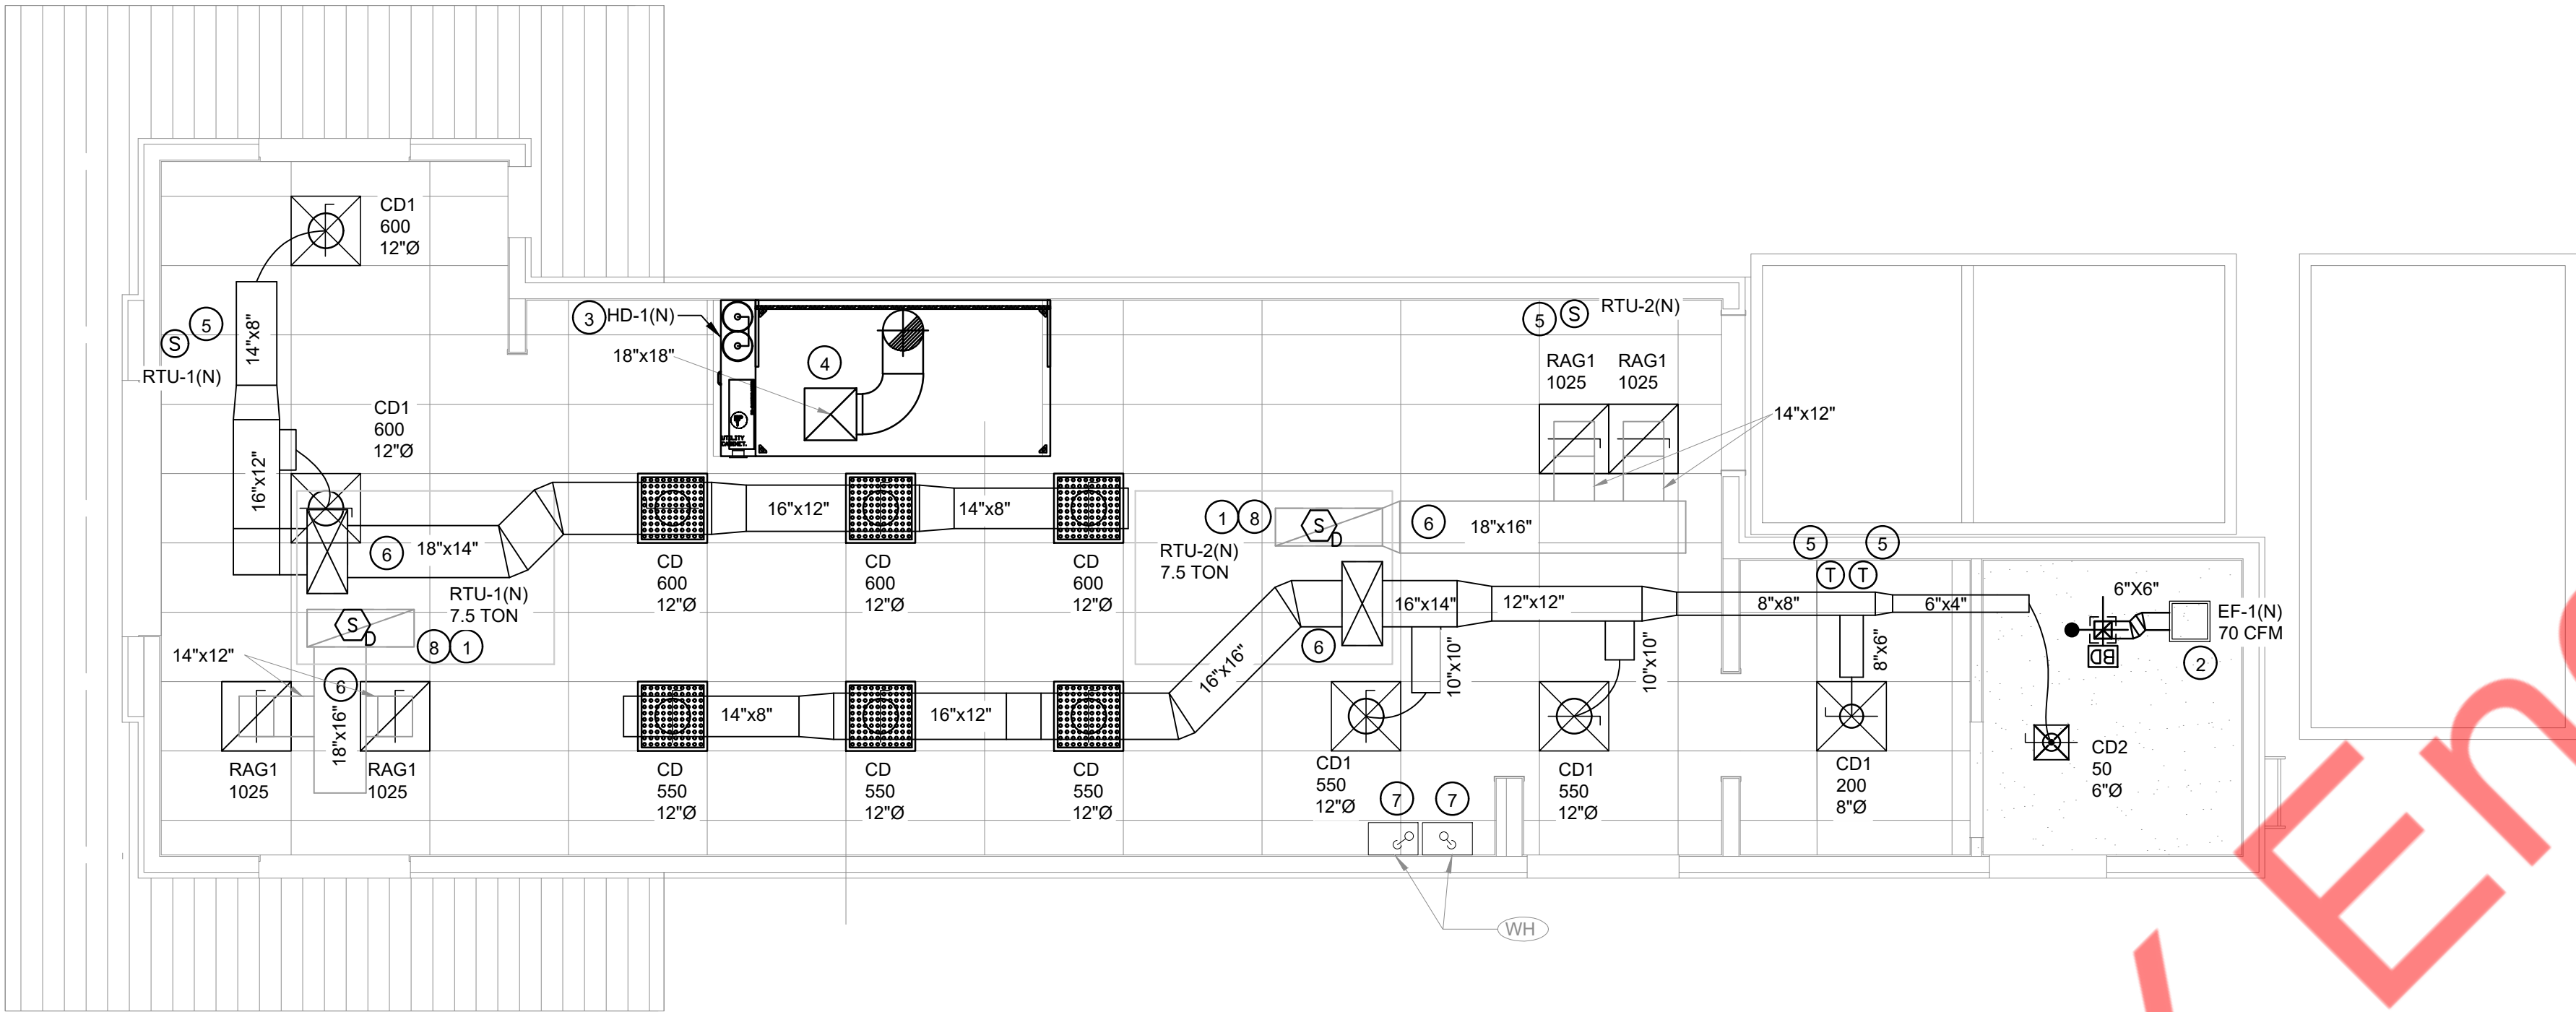 CD1
600
12"Ø
5
S
RTU-1(N)
14"x8"
16"x12"
CD1
600
12"Ø
3
HD-1(N)
18"x18"
4
5
S
RTU-2(N)
RAG1
1025
RAG1
1025
14"x12"
6
18"x14"
16"x12"
14"x8"
CD
600
12"Ø
CD
600
12"Ø
CD
600
12"Ø
RTU-1(N)
7.5 TON
S
D
8
1
14"x12"
6
18"x16"
RAG1
1025
RAG1
1025
1
8
RTU-2(N)
7.5 TON
S
D
6
18"x16"
14"x8"
16"x12"
16"x16"
CD
550
12"Ø
CD
550
12"Ø
CD
550
12"Ø
6
16"x14"
12"x12"
8"x8"
6"x4"
10"x10"
10"x10"
8"x6"
5
5
T
T
CD1
550
12"Ø
CD1
550
12"Ø
CD1
200
8"Ø
7
7
WH
6"X6"
EF-1(N)
70 CFM
2
BD
CD2
50
6"Ø